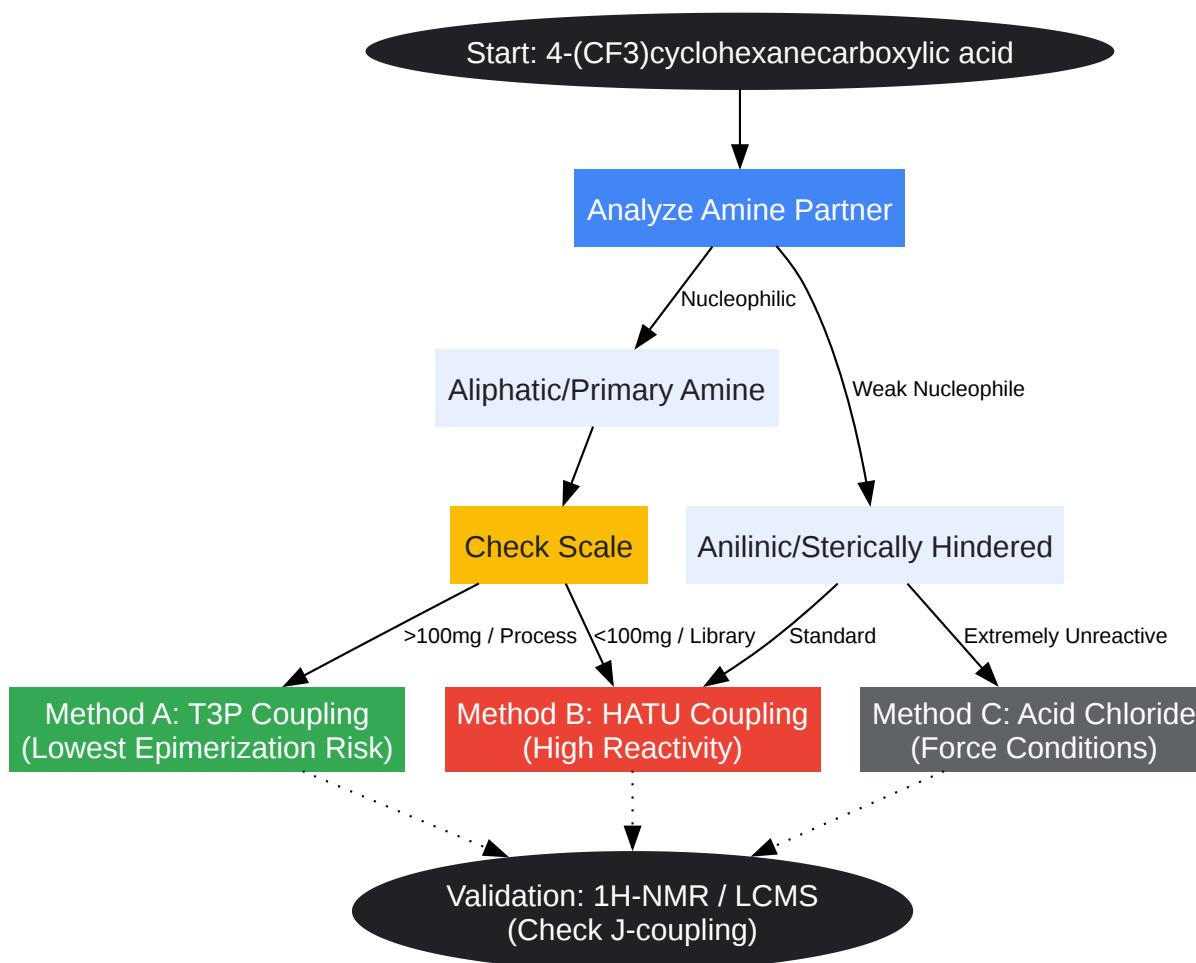 Start: 4-(CF3)cyclohexanecarboxylic acid
Analyze Amine Partner
Nucleophilic
Aliphatic/Primary Amine
Weak Nucleophile
Check Scale
Anilinic/Sterically Hindered
>100mg / Process
<100mg / Library
Standard
Extremely Unreactive
Method A: T3P Coupling
(Lowest Epimerization Risk)
Method B: HATU Coupling
(High Reactivity)
Method C: Acid Chloride
(Force Conditions)
Validation: 1H-NMR / LCMS
(Check J-coupling)